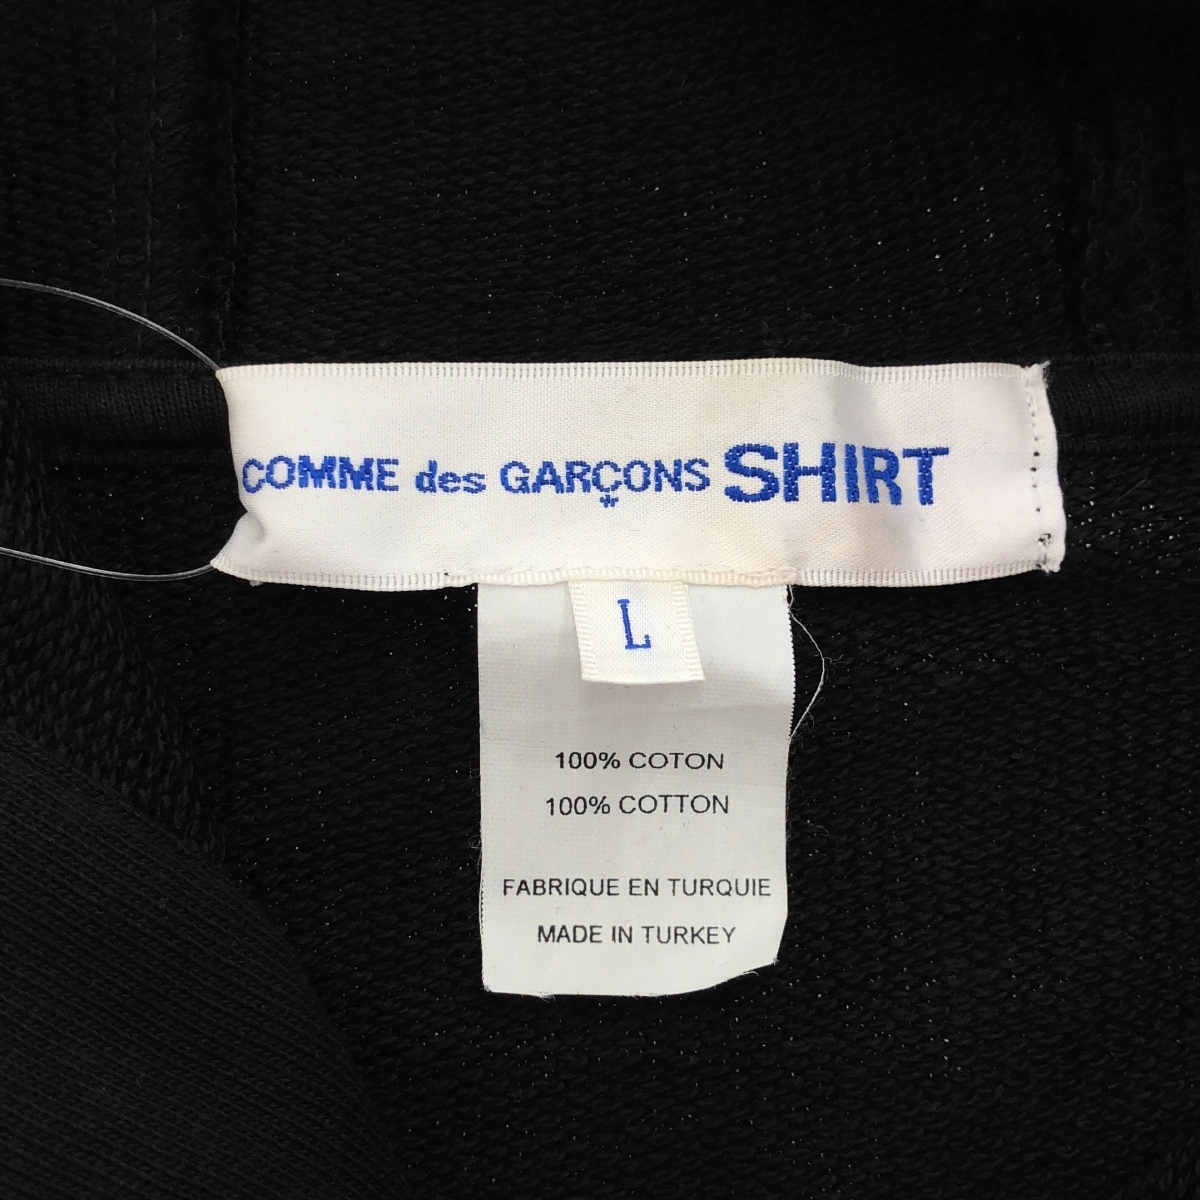 COMME des GARÇONS SHIRT
L
100% COTON
100% COTTON
FABRIQUE EN TURQUIE
MADE IN TURKEY